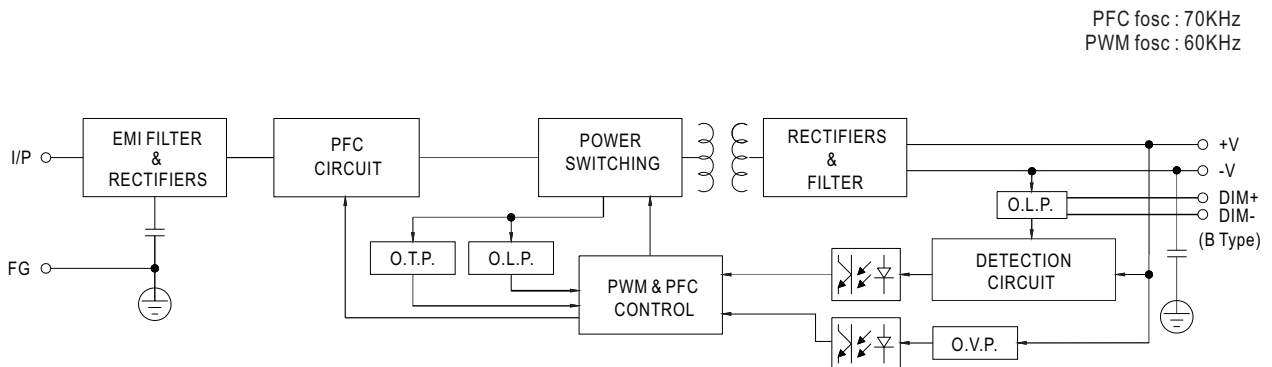 PFC fosc : 70KHz
PWM fosc : 60KHz
I/P
EMI FILTER
&
RECTIFIERS
PFC
CIRCUIT
POWER
SWITCHING
RECTIFIERS
&
FILTER
+V
-V
DIM+
DIM-
(B Type)
O.L.P.
FG
O.T.P.
O.L.P.
PWM & PFC
CONTROL
DETECTION
CIRCUIT
O.V.P.